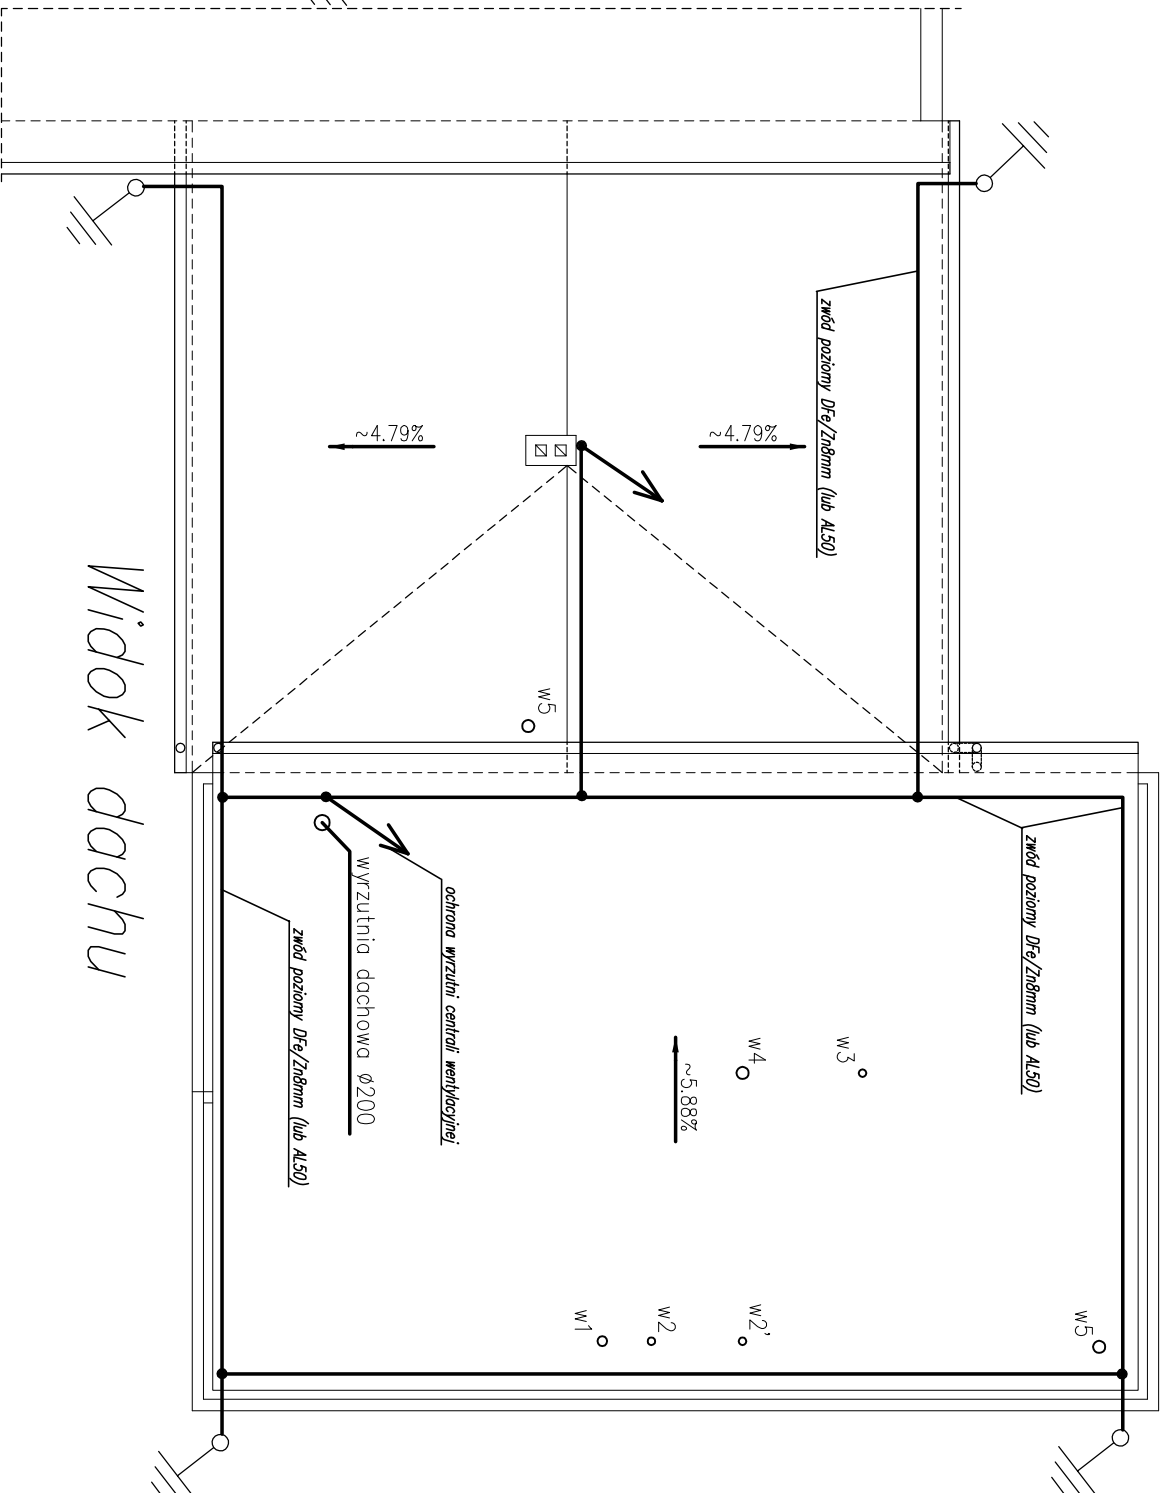 zwód poziomy DFe/Zn8mm (lub AL50)
~4.79%
~4.79%
w5
Widok dachu
zwód poziomy DFe/Zn8mm (lub AL50)
ochrona wyrzutni centrali wentylacyjnej
wyrzutnia dachowa ø200
zwód poziomy DFe/Zn8mm (lub AL50)
w3
w4
~5.88%
w5
w2'
w2
w1